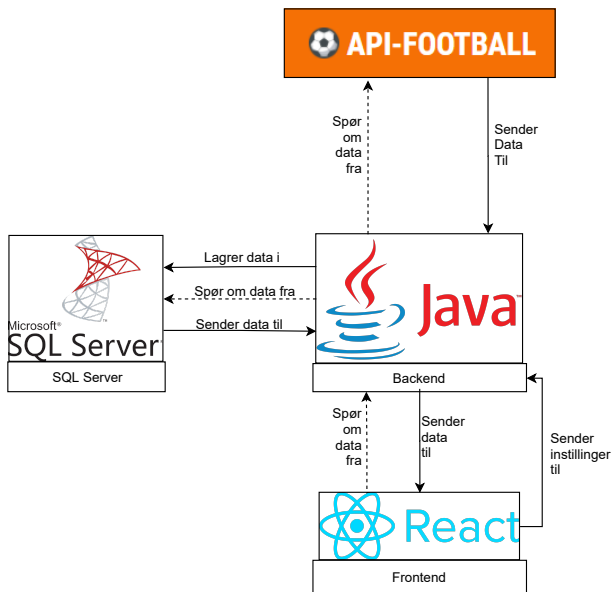 API-FOOTBALL
Spør
om
data
fra
Sender
Data
Til
Microsoft®
SQL Server
SQL Server
Lagrer data i
Spør om data fra
Sender data til
Java™
Backend
Spør
om
data
fra
Sender
data
til
Sender
instillinger
til
React
Frontend